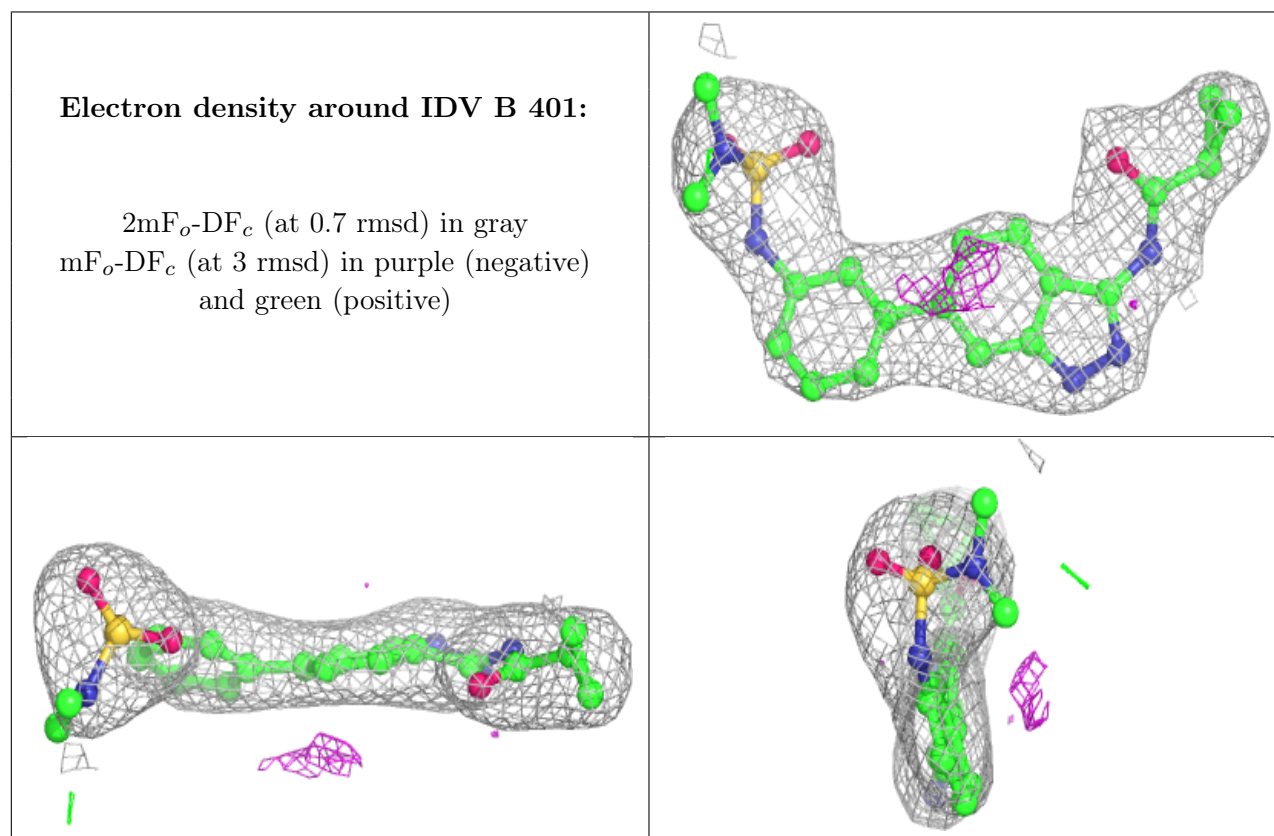 Electron density around IDV B 401:
2mFo-DFc (at 0.7 rmsd) in gray
mFo-DFc (at 3 rmsd) in purple (negative)
and green (positive)